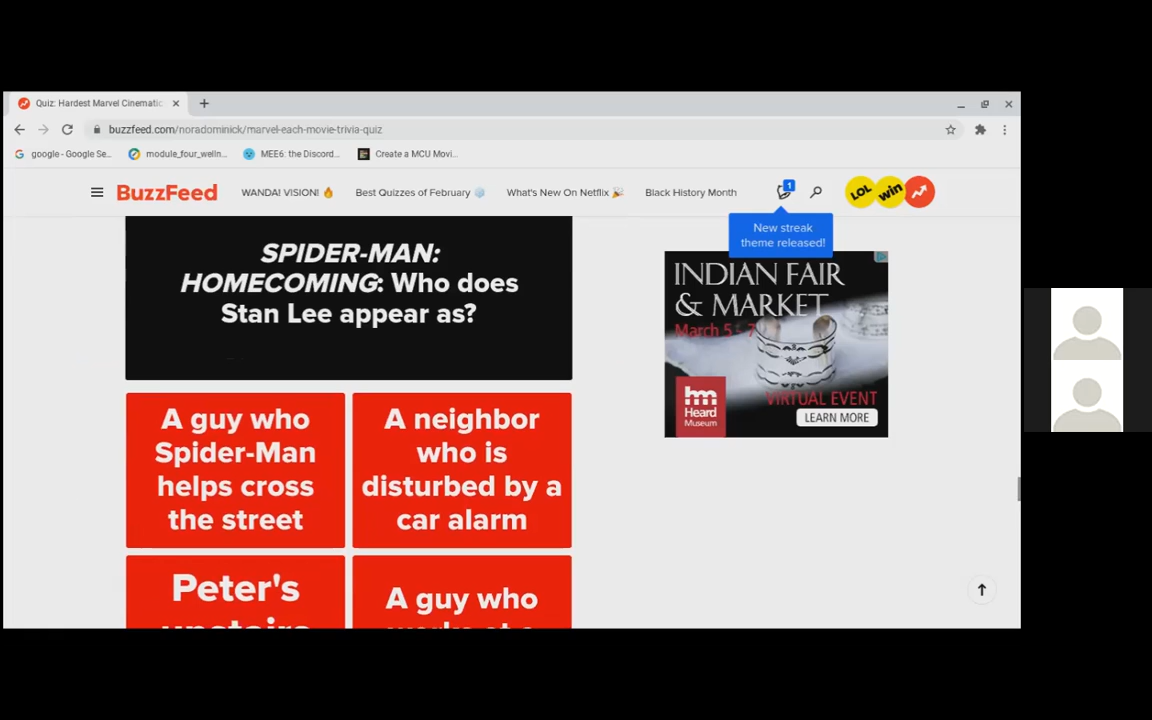 Quiz: Hardest Marvel Cinematic
buzzfeed.com/noradominick/marvel-each-movie-trivia-quiz
google - Google Se...
module_four_welln...
MEE6: the Discord...
Create a MCU Movi...
BuzzFeed
WANDA! VISION! 🔥
Best Quizzes of February
What's New On Netflix 🎉
Black History Month
1
LOL
win
New streak
theme released!
SPIDER-MAN:
HOMECOMING: Who does
Stan Lee appear as?
INDIAN FAIR
& MARKET
March 5 - 7
hm
Heard
Museum
VIRTUAL EVENT
LEARN MORE
A guy who
Spider-Man
helps cross
the street
A neighbor
who is
disturbed by a
car alarm
Peter's
upstairs
A guy who
works at a